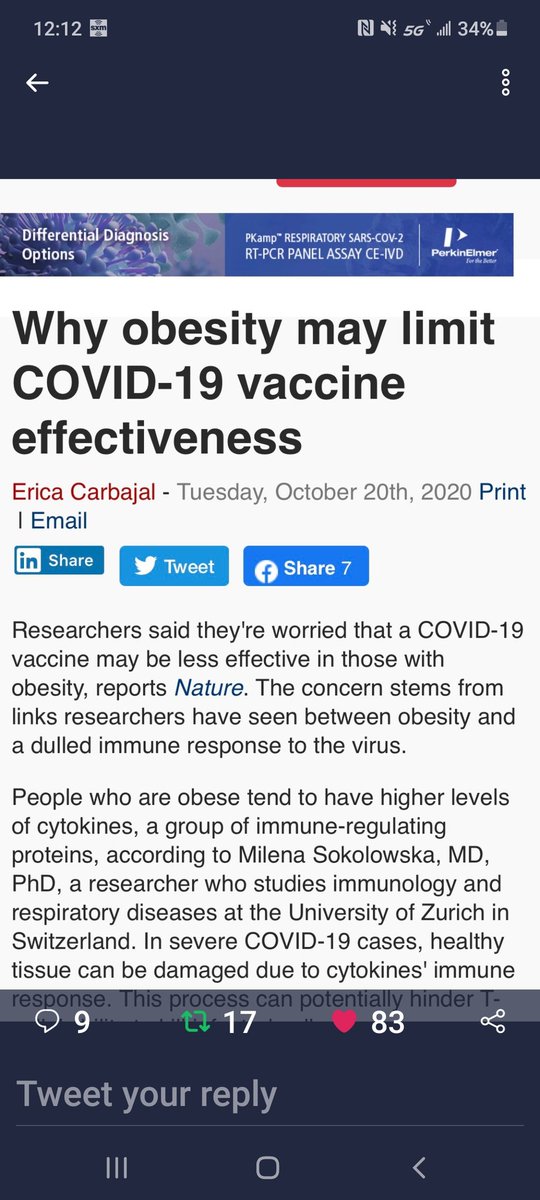 12:12 sxm N 5G 34%
Differential Diagnosis
Options
PKamp™ RESPIRATORY SARS-COV-2
RT-PCR PANEL ASSAY CE-IVD
PerkinElmer
For the Better
Why obesity may limit
COVID-19 vaccine
effectiveness
Erica Carbajal - Tuesday, October 20th, 2020 Print
| Email
in Share Tweet Share 7
Researchers said they're worried that a COVID-19
vaccine may be less effective in those with
obesity, reports Nature. The concern stems from
links researchers have seen between obesity and
a dulled immune response to the virus.
People who are obese tend to have higher levels
of cytokines, a group of immune-regulating
proteins, according to Milena Sokolowska, MD,
PhD, a researcher who studies immunology and
respiratory diseases at the University of Zurich in
Switzerland. In severe COVID-19 cases, healthy
tissue can be damaged due to cytokines' immune
response. This process can potentially hinder T-
9 17 83
Tweet your reply